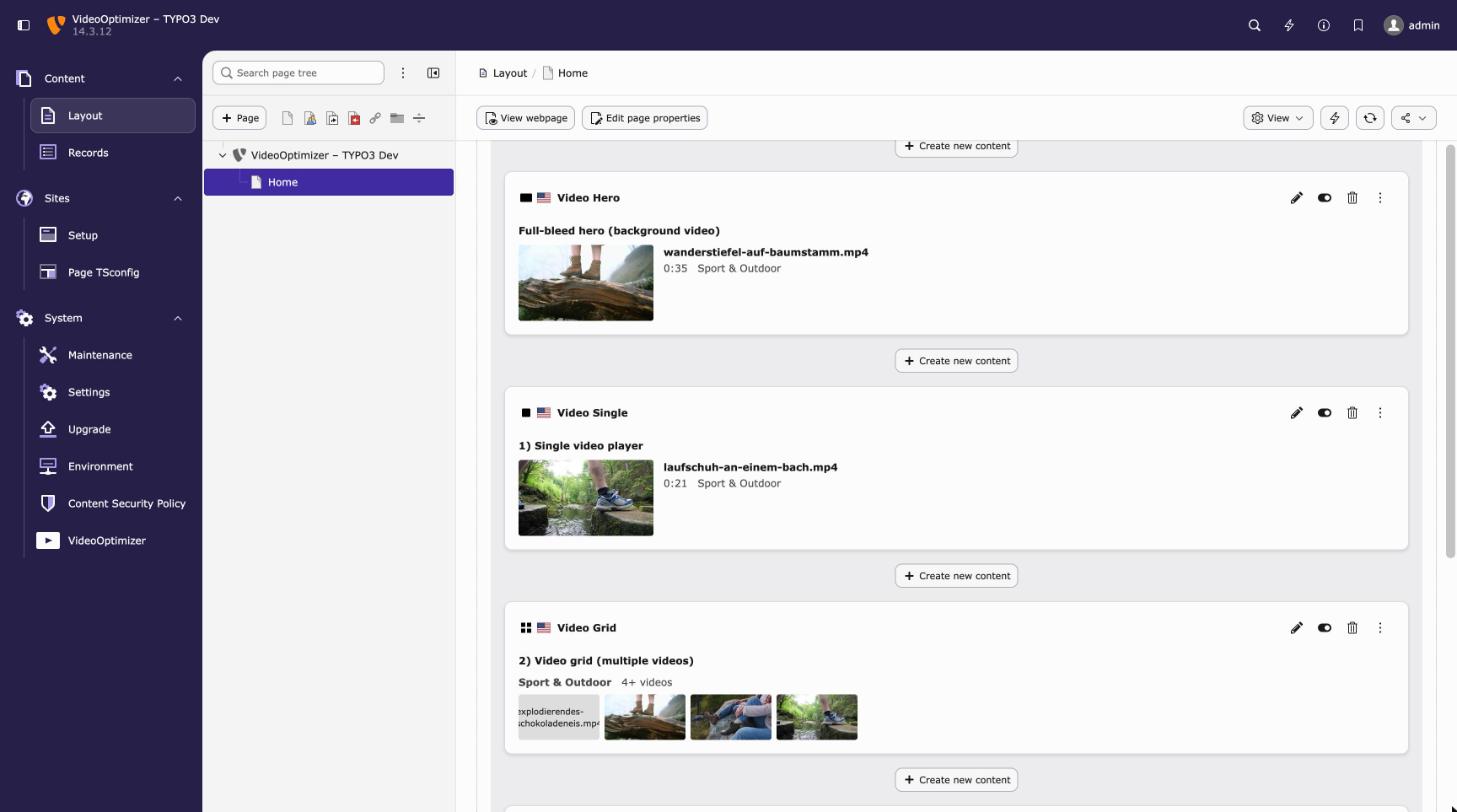 VideoOptimizer – TYPO3 Dev
14.3.12
admin
Content
Layout
Records
Sites
Setup
Page TSconfig
System
Maintenance
Settings
Upgrade
Environment
Content Security Policy
VideoOptimizer
Search page tree
+ Page
VideoOptimizer – TYPO3 Dev
Home
Layout / Home
View webpage
Edit page properties
View
+ Create new content
Video Hero
Full-bleed hero (background video)
wanderstiefel-auf-baumstamm.mp4
0:35 Sport & Outdoor
+ Create new content
Video Single
1) Single video player
laufschuh-an-einem-bach.mp4
0:21 Sport & Outdoor
+ Create new content
Video Grid
2) Video grid (multiple videos)
Sport & Outdoor 4+ videos
explodierendes-
schokoladeneis.mp4
+ Create new content